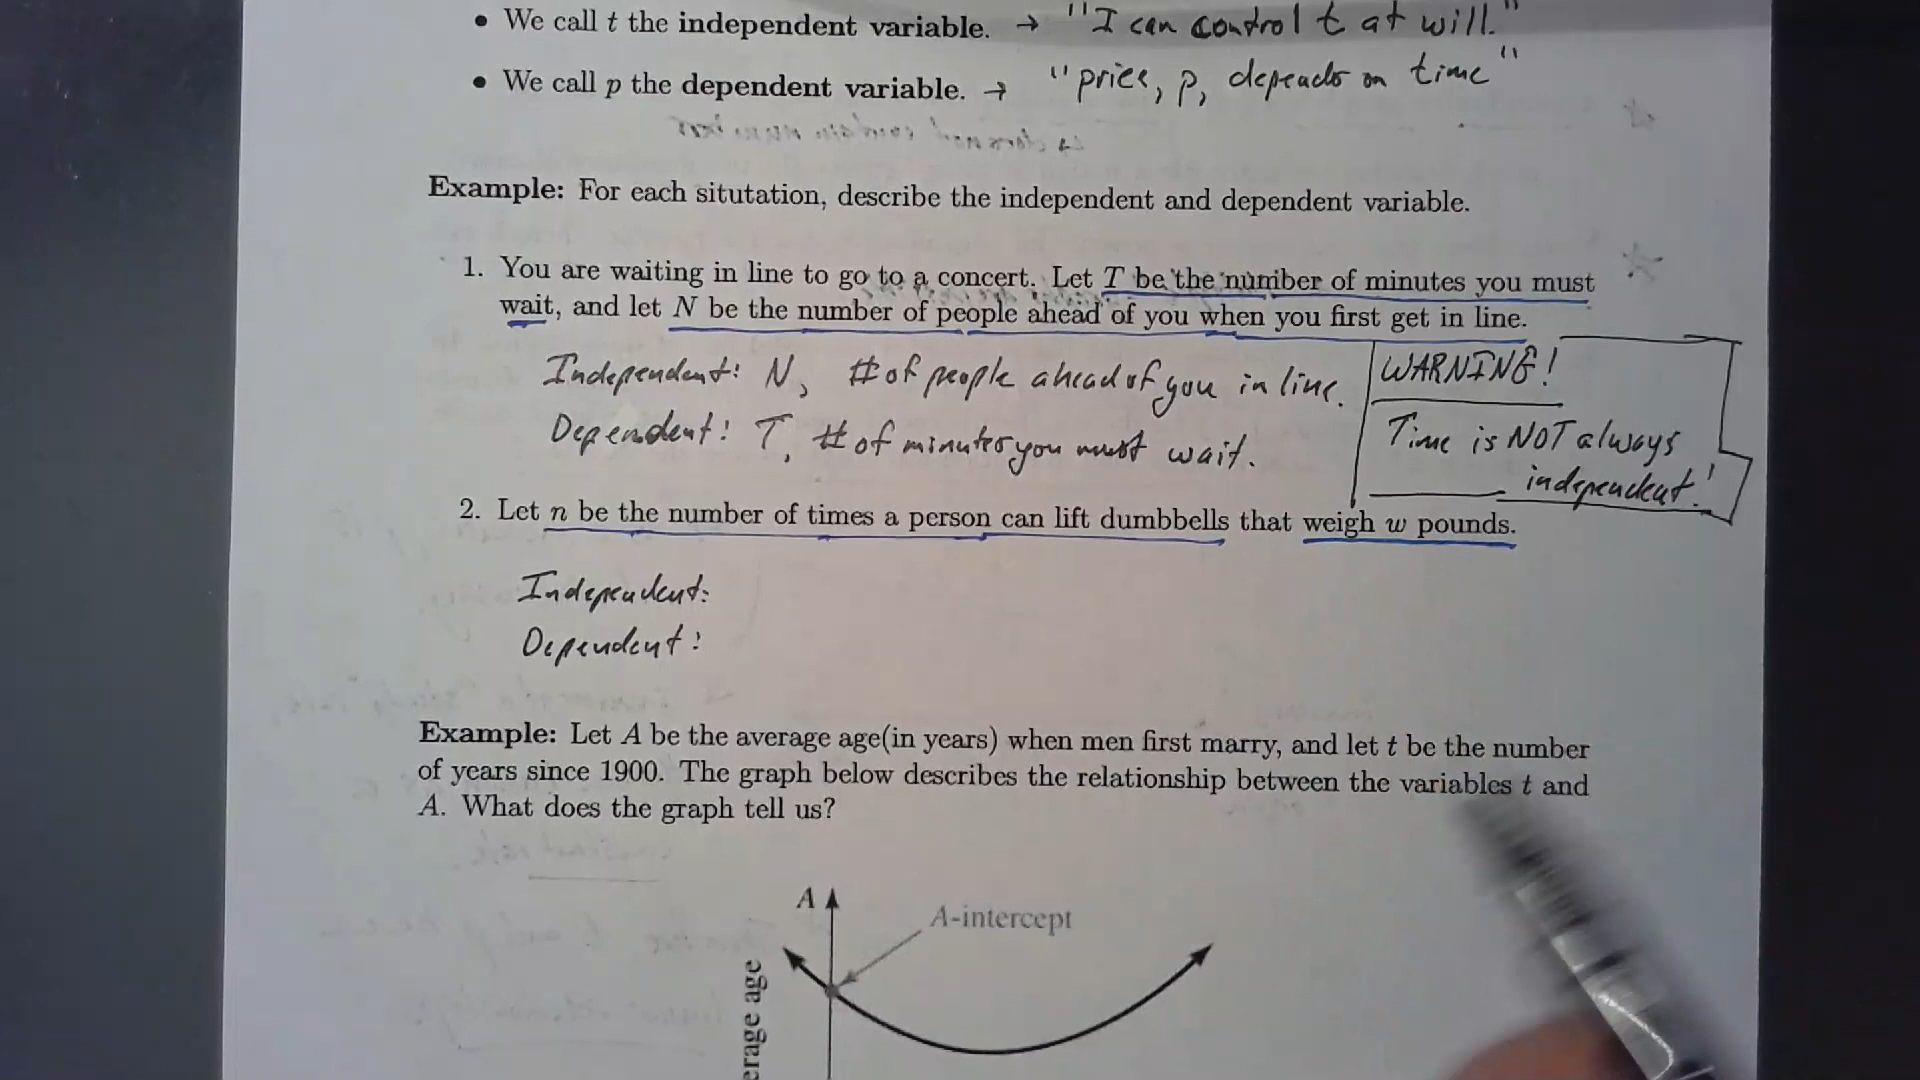 • We call t the independent variable. → "I can control t at will."
• We call p the dependent variable. → "price, p, depends on time"
Example: For each situtation, describe the independent and dependent variable.
1. You are waiting in line to go to a concert. Let T be the number of minutes you must
wait, and let N be the number of people ahead of you when you first get in line.
Independent: N, # of people ahead of you in line.
Dependent: T, # of minutes you must wait.
WARNING!
Time is NOT always
independent!
2. Let n be the number of times a person can lift dumbbells that weigh w pounds.
Independent:
Dependent:
Example: Let A be the average age(in years) when men first marry, and let t be the number
of years since 1900. The graph below describes the relationship between the variables t and
A. What does the graph tell us?
A
A-intercept
erage age